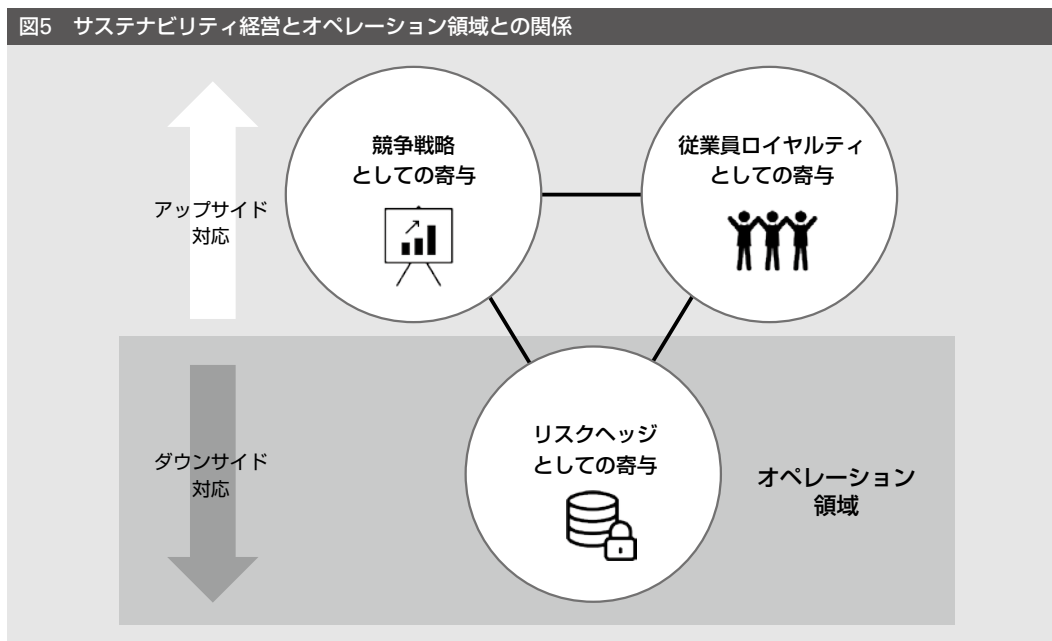 図5 サステナビリティ経営とオペレーション領域との関係
競争戦略
としての寄与
従業員ロイヤルティ
としての寄与
アップサイド
対応
リスクヘッジ
としての寄与
ダウンサイド
対応
オペレーション
領域